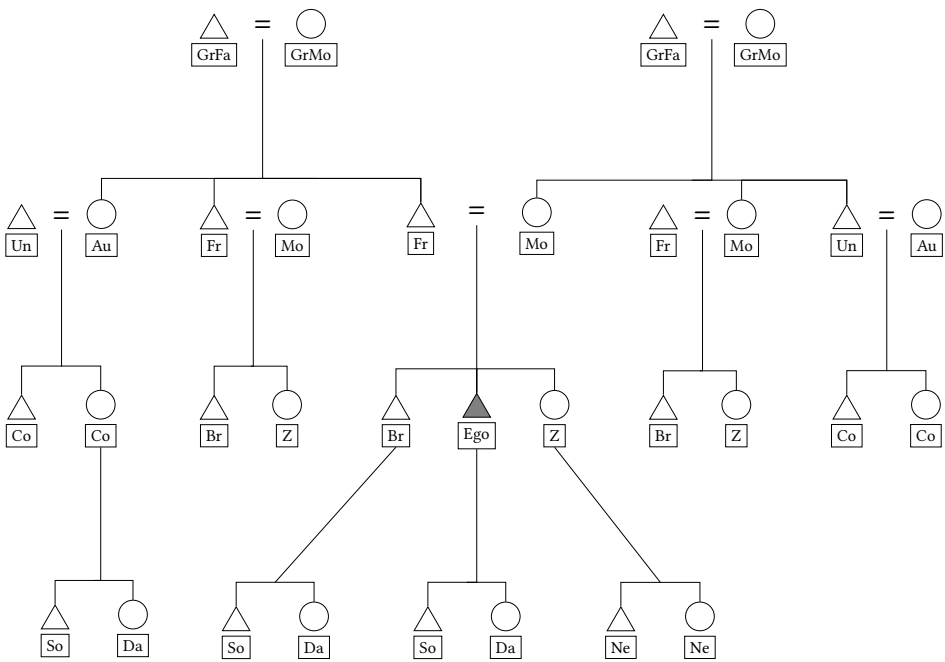 GrFa = GrMo GrFa = GrMo
Un = Au Fr = Mo Fr = Mo Fr = Mo Un = Au
Co Co Br Z Br Ego Z Br Z Co Co
So Da So Da So Da Ne Ne